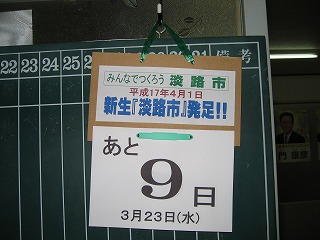 備考
22 23 24 25
みんなでつくろう 淡路市
平成17年4月1日
新生『淡路市』発足!!
あと
9日
3月23日(水)